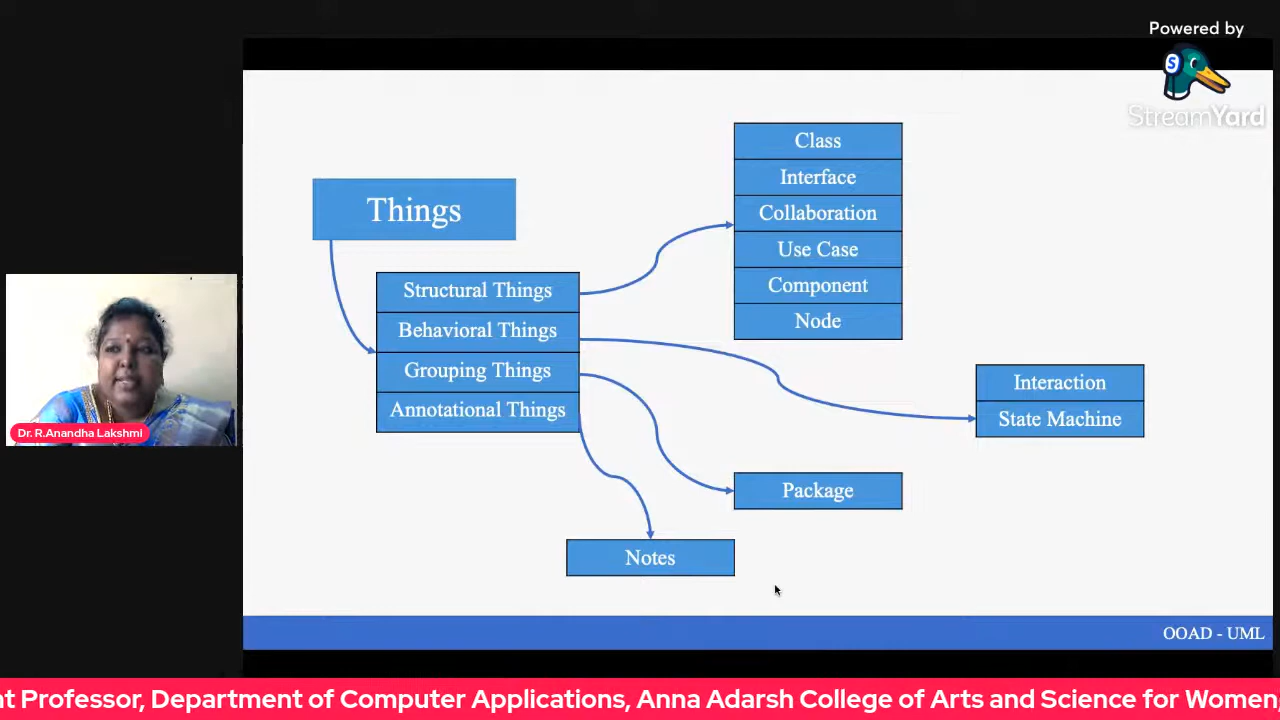 Powered by
S
StreamYard
Things
Structural Things
Behavioral Things
Grouping Things
Annotational Things
Class
Interface
Collaboration
Use Case
Component
Node
Interaction
State Machine
Package
Notes
Dr. R.Anandha Lakshmi
OOAD - UML
nt Professor, Department of Computer Applications, Anna Adarsh College of Arts and Science for Women,